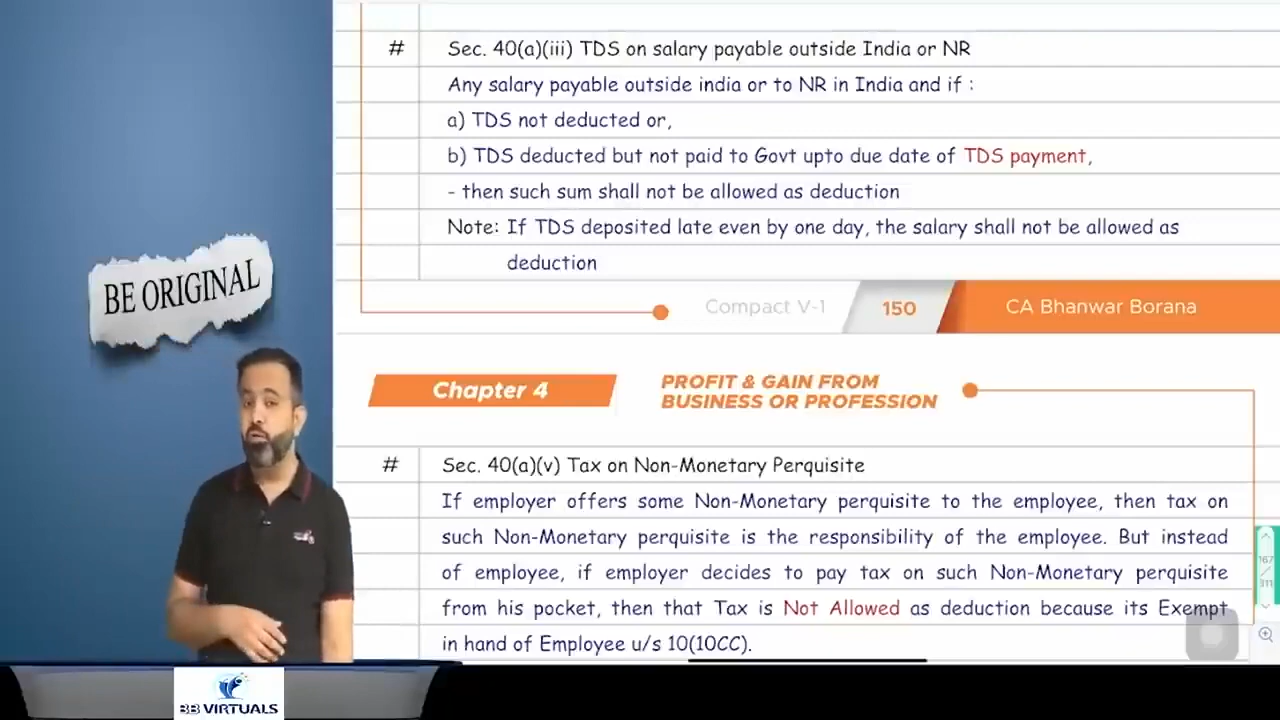 # Sec. 40(a)(iii) TDS on salary payable outside India or NR
Any salary payable outside india or to NR in India and if :
a) TDS not deducted or,
b) TDS deducted but not paid to Govt upto due date of TDS payment,
- then such sum shall not be allowed as deduction
Note: If TDS deposited late even by one day, the salary shall not be allowed as
deduction
BE ORIGINAL
Compact V-1 150 CA Bhanwar Borana
Chapter 4
PROFIT & GAIN FROM
BUSINESS OR PROFESSION
# Sec. 40(a)(v) Tax on Non-Monetary Perquisite
If employer offers some Non-Monetary perquisite to the employee, then tax on
such Non-Monetary perquisite is the responsibility of the employee. But instead
of employee, if employer decides to pay tax on such Non-Monetary perquisite
from his pocket, then that Tax is Not Allowed as deduction because its Exempt
in hand of Employee u/s 10(10CC).
167
/
311
BB VIRTUALS